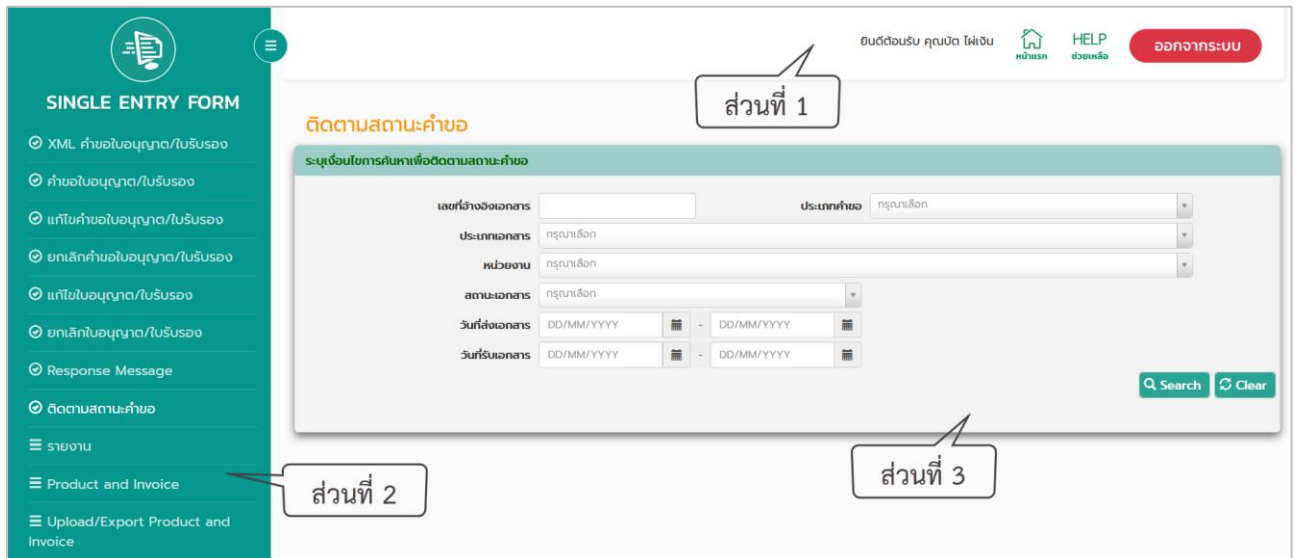 ยินดีต้อนรับ คุณบัต ไผ่เงิน
หน้าแรก
HELP
ช่วยเหลือ
ออกจากระบบ
ส่วนที่ 1
SINGLE ENTRY FORM
XML คำขอใบอนุญาต/ใบรับรอง
คำขอใบอนุญาต/ใบรับรอง
แก้ไขคำขอใบอนุญาต/ใบรับรอง
ยกเลิกคำขอใบอนุญาต/ใบรับรอง
แก้ไขใบอนุญาต/ใบรับรอง
ยกเลิกใบอนุญาต/ใบรับรอง
Response Message
ติดตามสถานะคำขอ
รายงาน
Product and Invoice
Upload/Export Product and
Invoice
ส่วนที่ 2
ติดตามสถานะคำขอ
ระบุเงื่อนไขการค้นหาเพื่อติดตามสถานะคำขอ
เลขที่อ้างอิงเอกสาร ประเภทคำขอ กรุณาเลือก
ประเภทเอกสาร กรุณาเลือก
หน่วยงาน กรุณาเลือก
สถานะเอกสาร กรุณาเลือก
วันที่ส่งเอกสาร DD/MM/YYYY - DD/MM/YYYY
วันที่รับเอกสาร DD/MM/YYYY - DD/MM/YYYY
Search Clear
ส่วนที่ 3